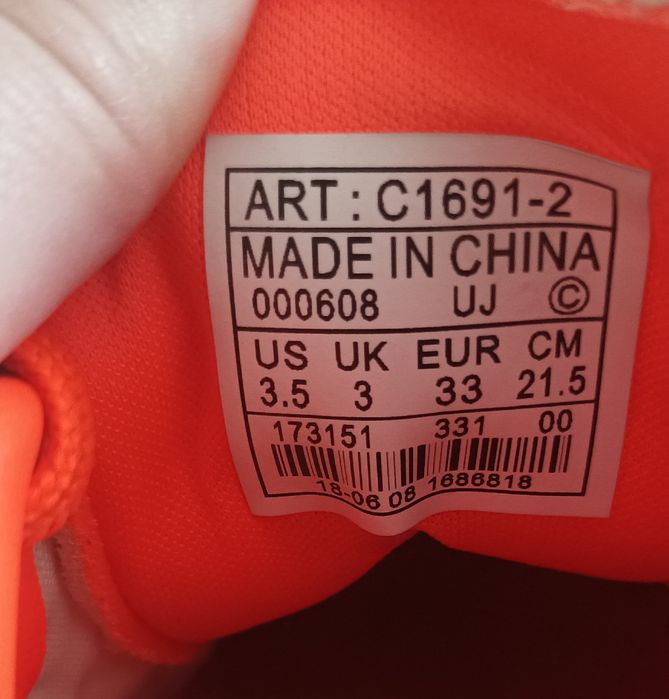 ART : C1691-2
MADE IN CHINA
000608 UJ ©
US UK EUR CM
3.5 3 33 21.5
173151 331 00
18-06 08 1686818